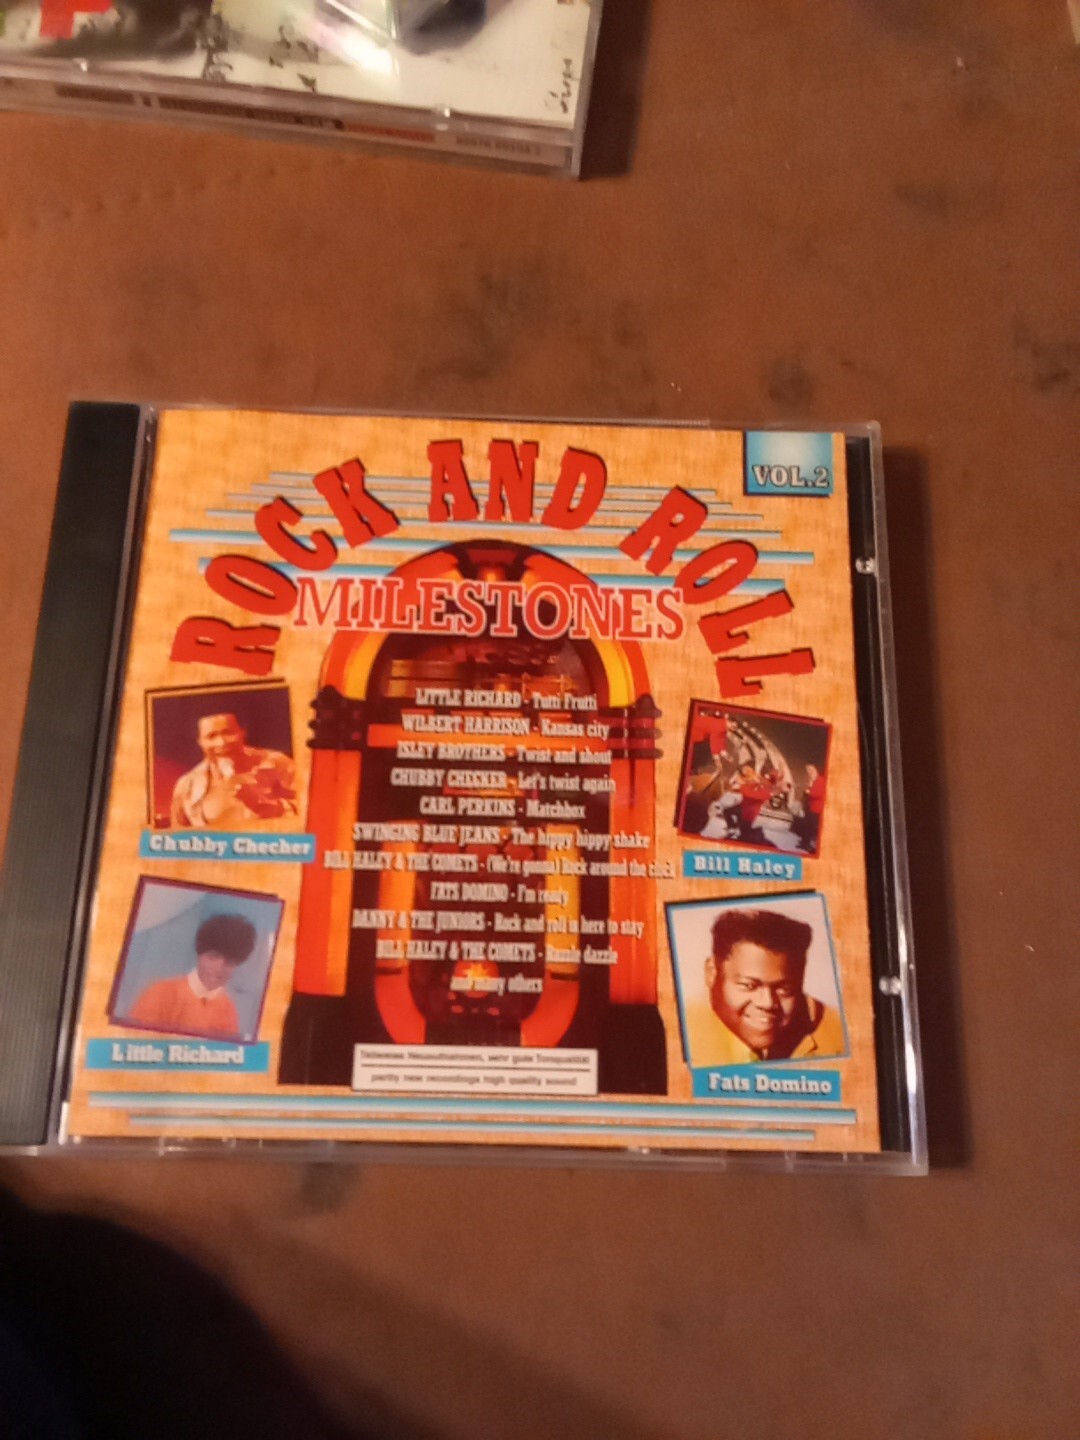 VOL.2
ROCK AND ROLL
MILESTONES
LITTLE RICHARD - Tutti Frutti
WILBERT HARRISON - Kansas city
ISLEY BROTHERS - Twist and shout
CHUBBY CHECKER - Let's twist again
CARL PERKINS - Matchbox
SWINGING BLUE JEANS - The hippy hippy shake
BILL HALEY & THE COMETS - (We're gonna) Rock around the clock
FATS DOMINO - I'm ready
DANNY & THE JUNIORS - Rock and roll is here to stay
BILL HALEY & THE COMETS - Razzle dazzle
and many others
Chubby Checher
Bill Haley
Little Richard
Fats Domino
Teilweise Neuaufnahmen, sehr gute Tonqualität
partly new recordings high quality sound